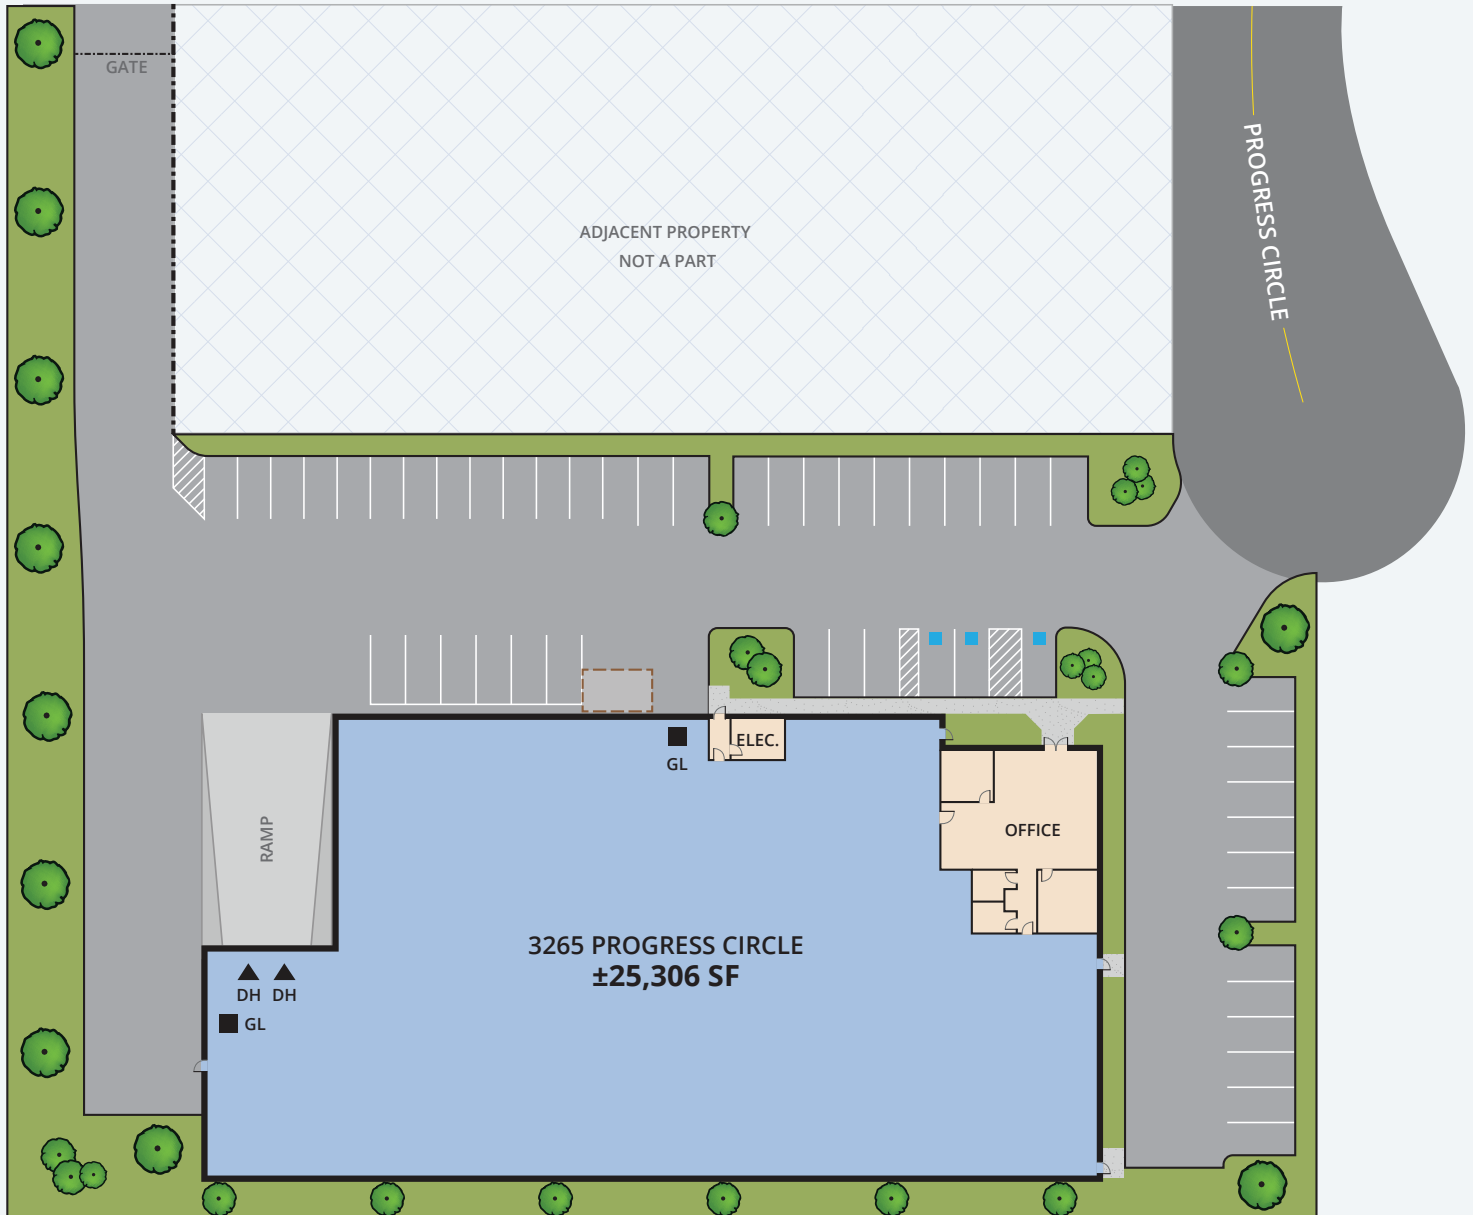 GATE
PROGRESS CIRCLE
ADJACENT PROPERTY
NOT A PART
ELEC.
GL
RAMP
OFFICE
3265 PROGRESS CIRCLE
±25,306 SF
DH DH
GL